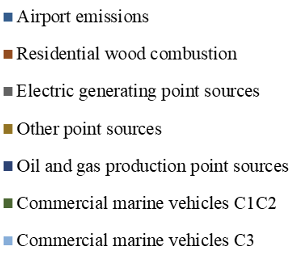 Airport emissions
Residential wood combustion
Electric generating point sources
Other point sources
Oil and gas production point sources
Commercial marine vehicles C1C2
Commercial marine vehicles C3